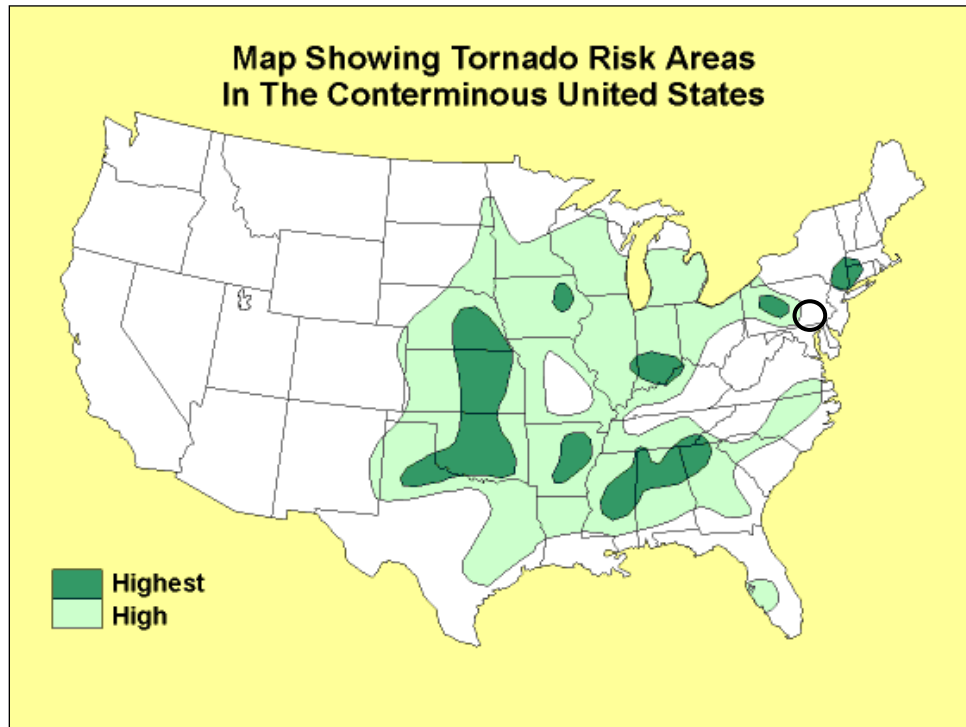 Map Showing Tornado Risk Areas
In The Conterminous United States
Highest
High